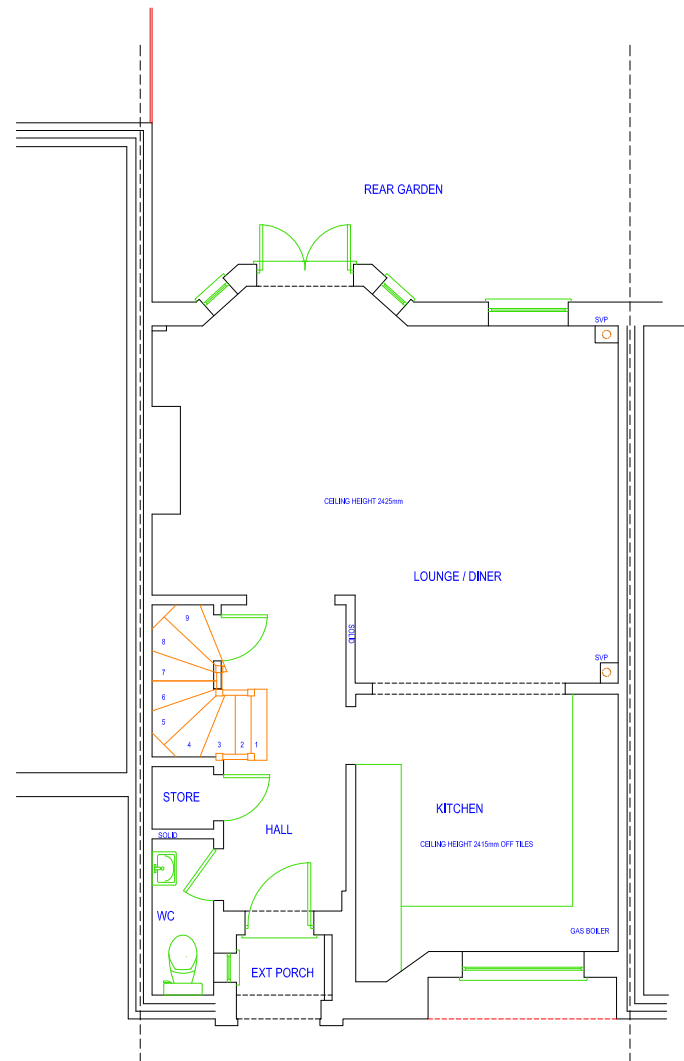 REAR GARDEN
SVP
CEILING HEIGHT 2425mm
LOUNGE / DINER
9
8
SOLID
7
SVP
6
5
4
3
2
1
STORE
KITCHEN
HALL
SOLID
CEILING HEIGHT 2415mm OFF TILES
WC
GAS BOILER
EXT PORCH